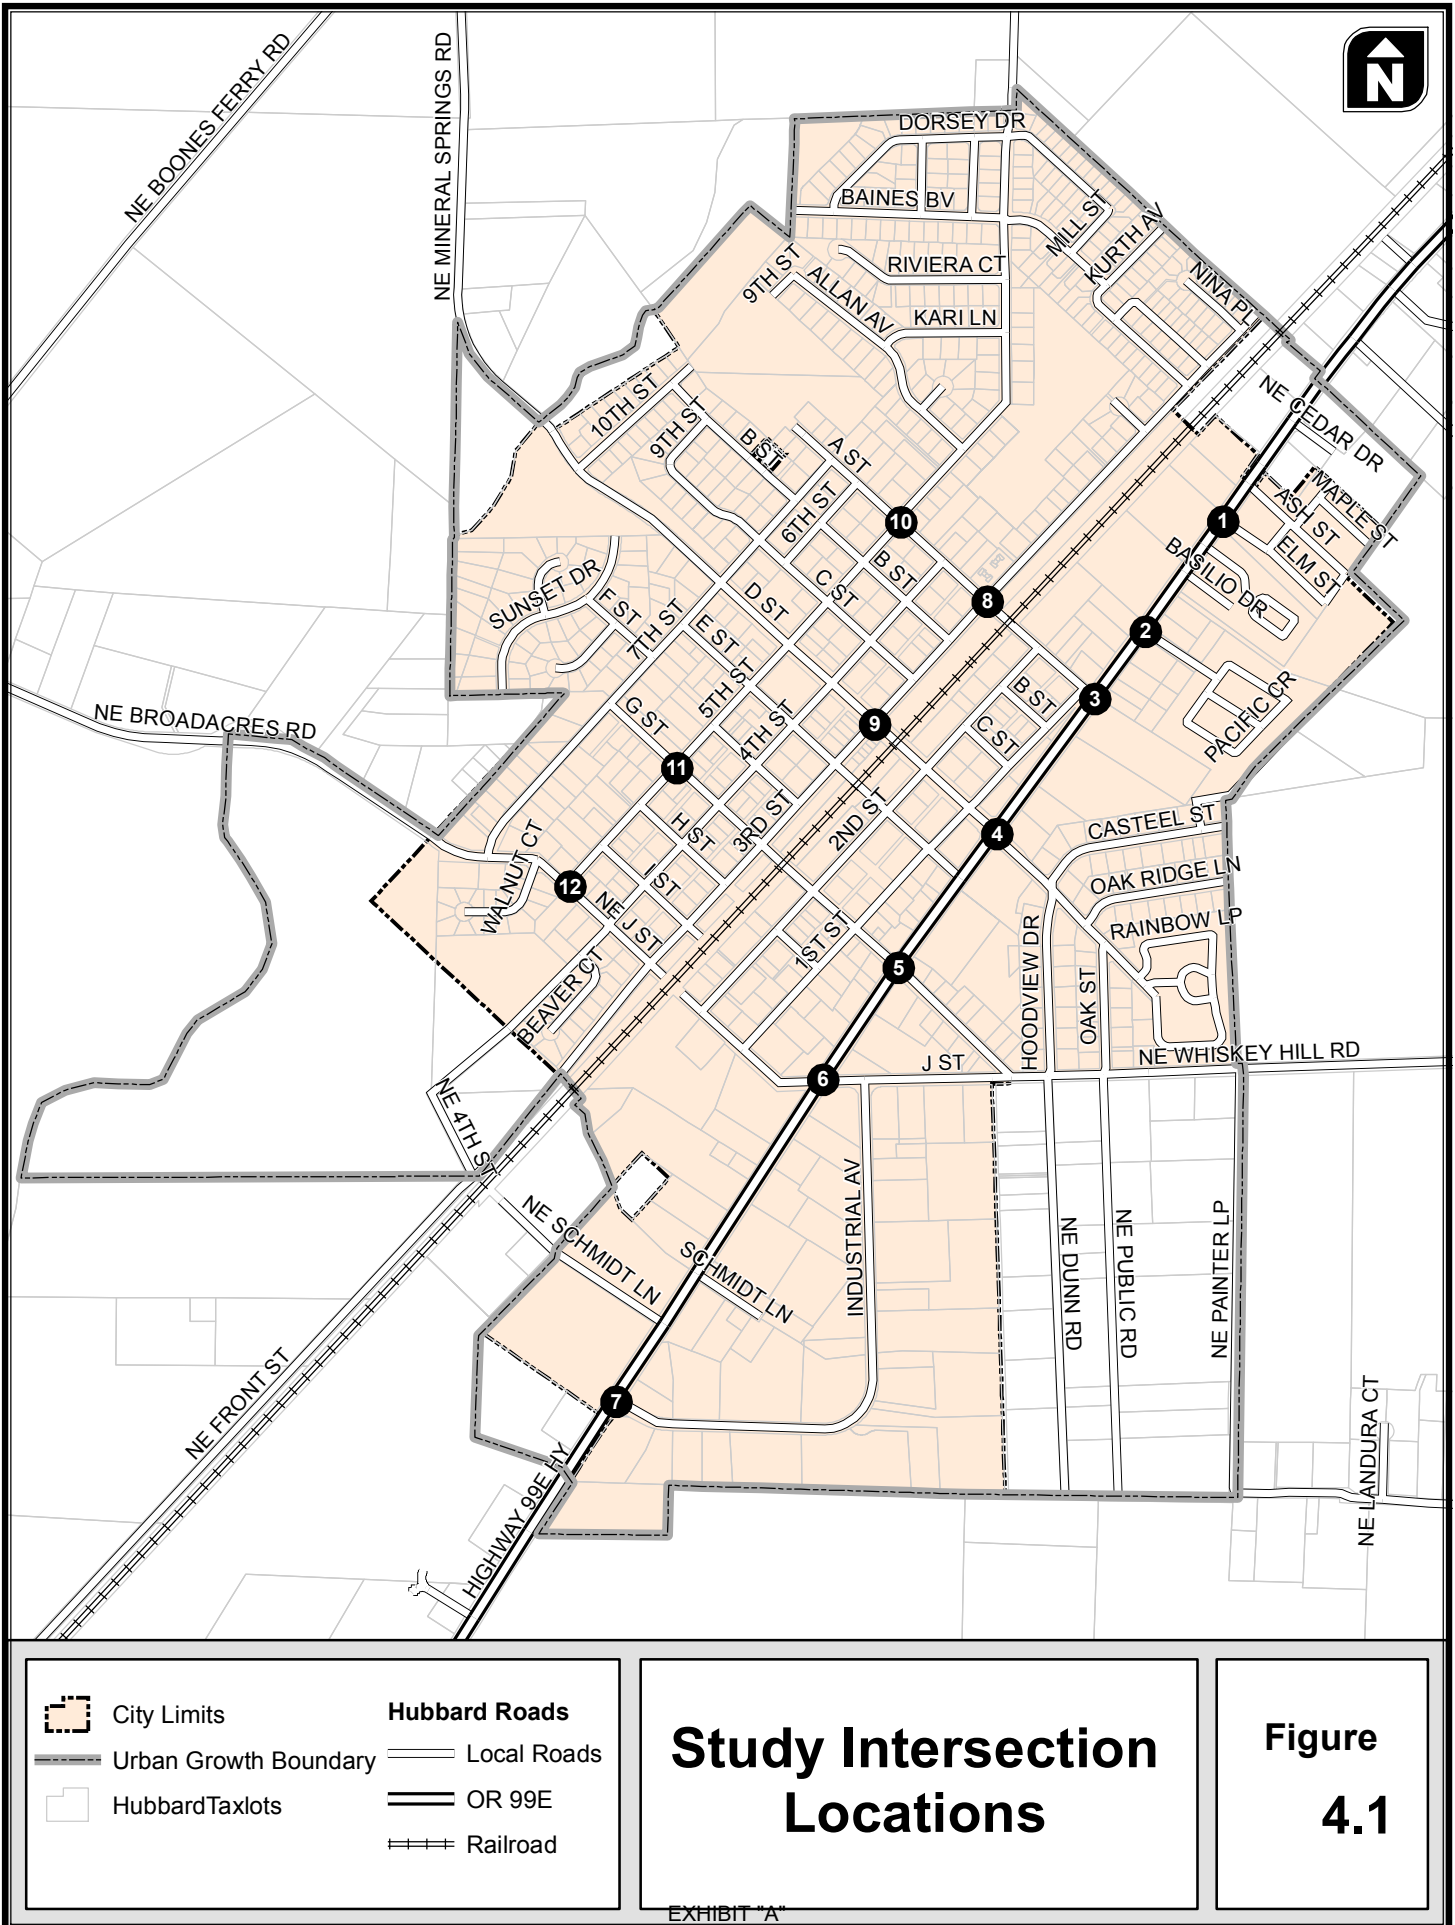 N
NE BOONES FERRY RD
NE MINERAL SPRINGS RD
DORSEY DR
BAINES BV
MILL ST
KURTH AV
RIVIERA CT
NINA PL
9TH ST
ALLAN AV
KARI LN
NE CEDAR DR
10TH ST
9TH ST
B ST
A ST
MAPLE ST
ASH ST
ELM ST
6TH ST
10
1
BASILIO DR
B ST
C ST
D ST
SUNSET DR
F ST
7TH ST
E ST
8
2
PACIFIC CR
B ST
3
C ST
5TH ST
G ST
4TH ST
9
NE BROADACRES RD
11
3RD ST
2ND ST
H ST
I ST
4
CASTEEL ST
OAK RIDGE LN
RAINBOW LP
WALNUT CT
12
NE J ST
1ST ST
5
HOODVIEW DR
OAK ST
BEAVER CT
NE WHISKEY HILL RD
J ST
6
NE 4TH ST
NE SCHMIDT LN
SCHMIDT LN
INDUSTRIAL AV
NE DUNN RD
NE PUBLIC RD
NE PAINTER LP
NE FRONT ST
7
HIGHWAY 99E HY
NE LANDURA CT
City Limits
Urban Growth Boundary
HubbardTaxlots
Hubbard Roads
Local Roads
OR 99E
Railroad
Study Intersection
Locations
Figure
4.1
EXHIBIT "A"